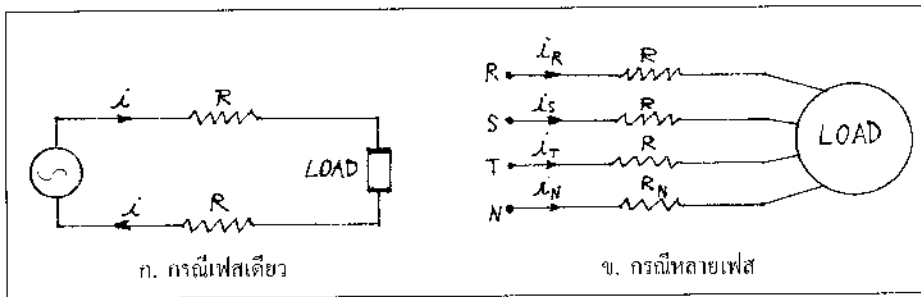 i
R
LOAD
i
R
ก. กรณีเฟสเดียว
R
i_R
R
S
i_S
R
T
i_T
R
N
i_N
R_N
LOAD
ข. กรณีหลายเฟส